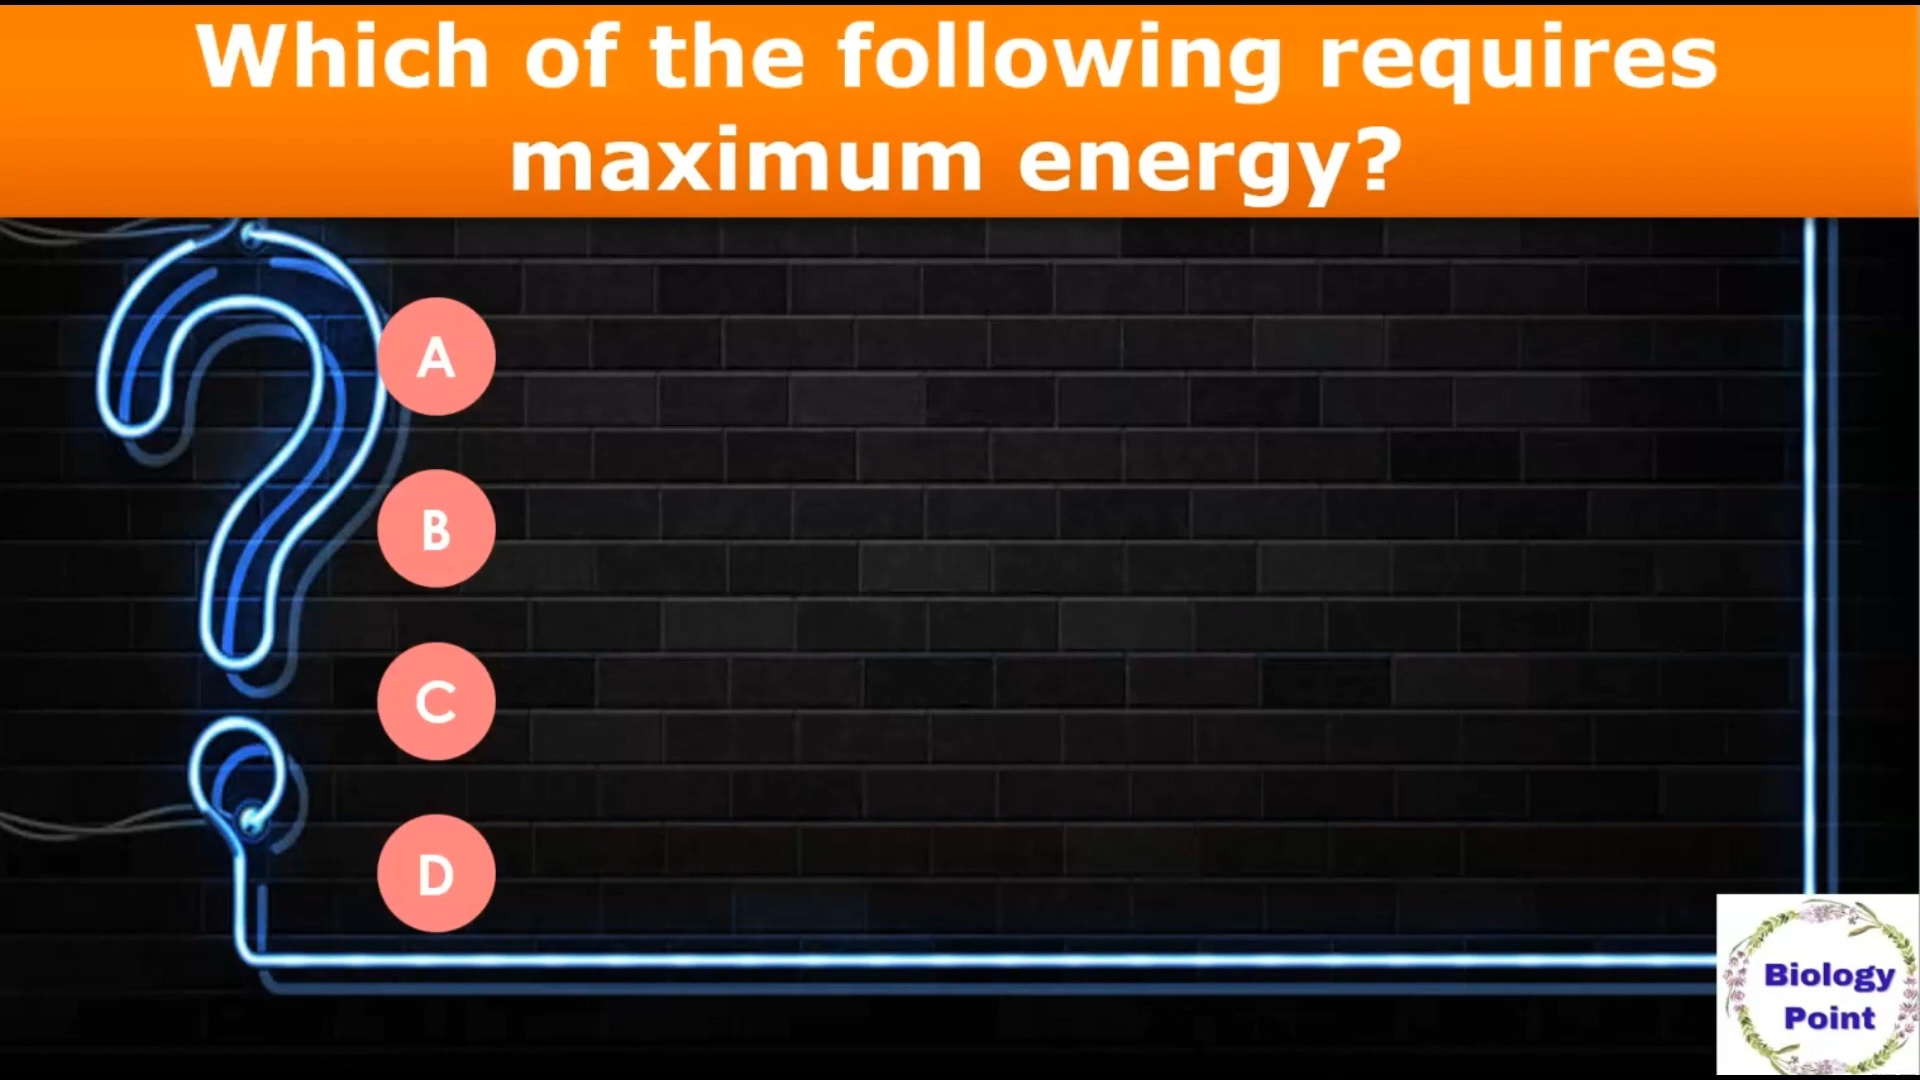 Which of the following requires
maximum energy?
A
B
C
D
Biology
Point